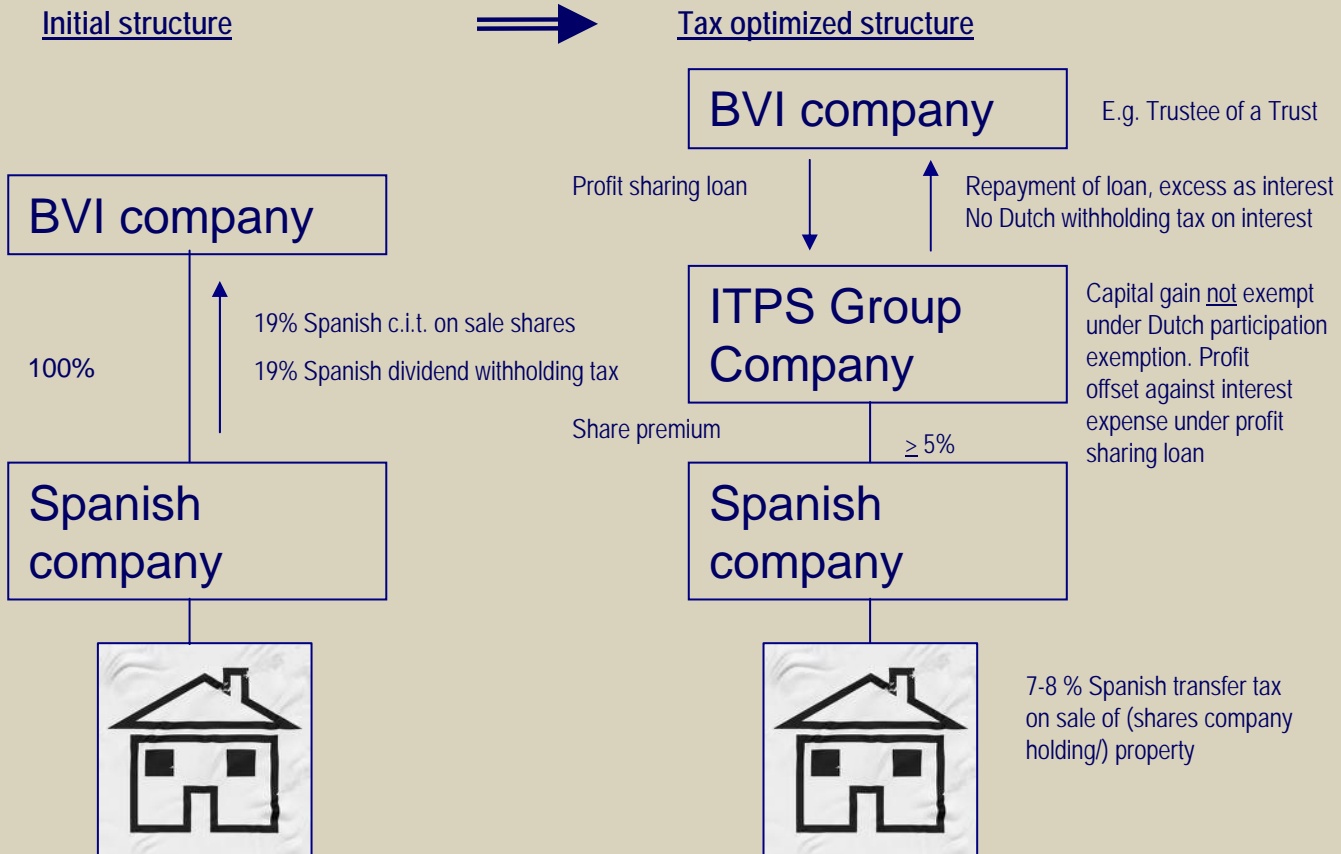 Initial structure
Tax optimized structure
BVI company
E.g. Trustee of a Trust
Profit sharing loan
Repayment of loan, excess as interest
No Dutch withholding tax on interest
BVI company
19% Spanish c.i.t. on sale shares
19% Spanish dividend withholding tax
100%
ITPS Group
Company
Capital gain not exempt
under Dutch participation
exemption. Profit
offset against interest
expense under profit
sharing loan
Share premium
≥ 5%
Spanish
company
Spanish
company
7-8 % Spanish transfer tax
on sale of (shares company
holding/) property